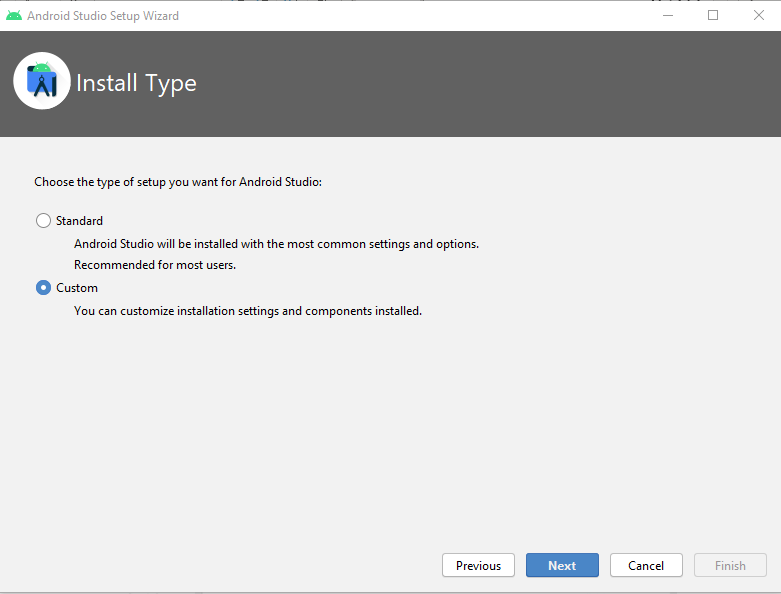 Android Studio Setup Wizard
Install Type
Choose the type of setup you want for Android Studio:
Standard
Android Studio will be installed with the most common settings and options.
Recommended for most users.
Custom
You can customize installation settings and components installed.
Previous
Next
Cancel
Finish